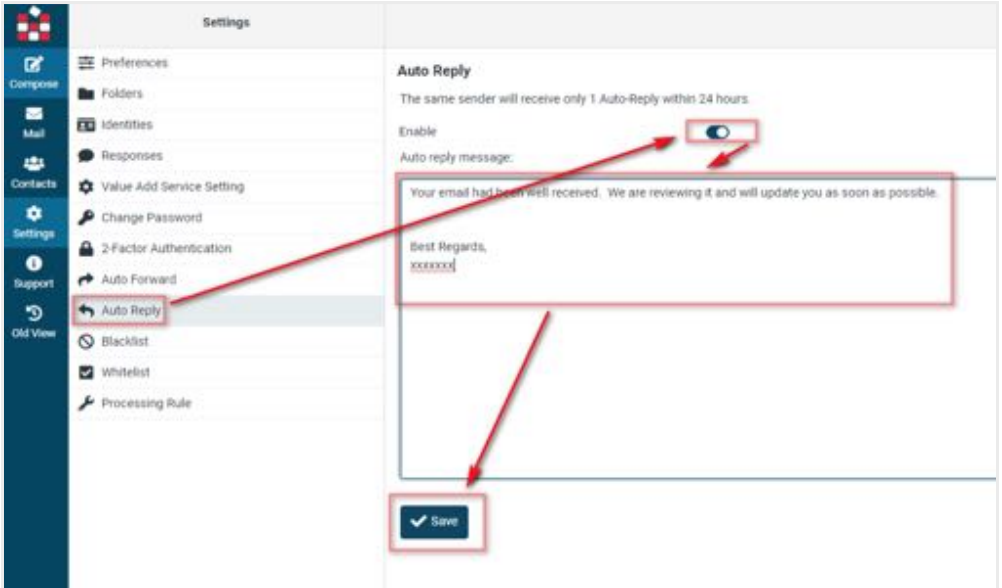 Settings
Compose
Mail
Contacts
Settings
Support
Old View
Preferences
Folders
Identities
Responses
Value Add Service Setting
Change Password
2-Factor Authentication
Auto Forward
Auto Reply
Blacklist
Whitelist
Processing Rule
Auto Reply
The same sender will receive only 1 Auto-Reply within 24 hours.
Enable
Auto reply message:
Your email had been well received. We are reviewing it and will update you as soon as possible.
Best Regards,
xxxxxxx
Save